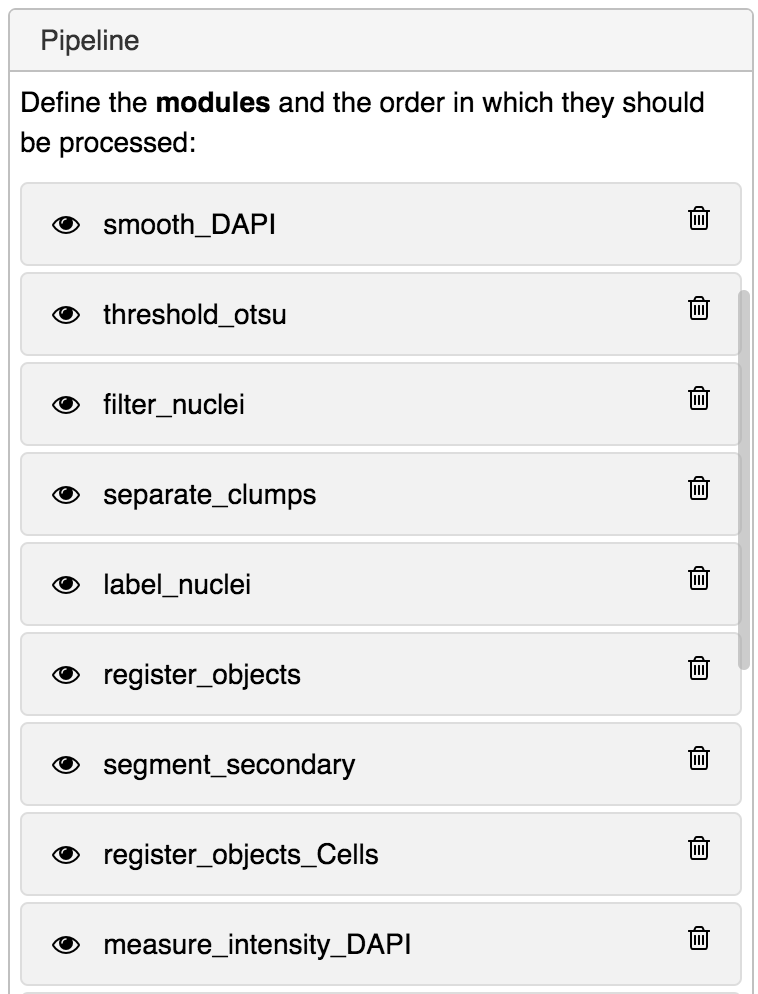 Pipeline
Define the modules and the order in which they should
be processed:
smooth_DAPI
threshold_otsu
filter_nuclei
separate_clumps
label_nuclei
register_objects
segment_secondary
register_objects_Cells
measure_intensity_DAPI